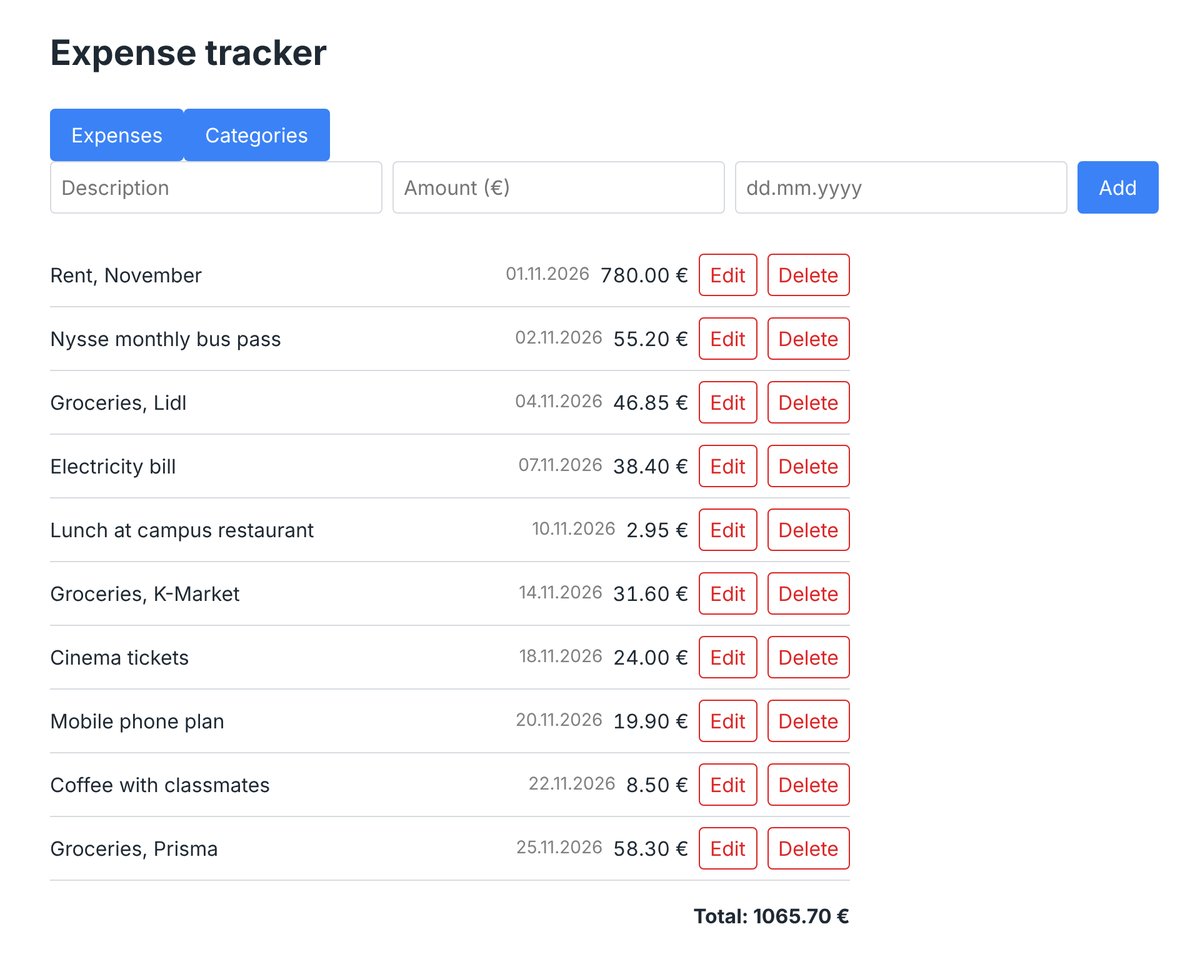 Expense tracker
Expenses Categories
Description Amount (€) dd.mm.yyyy Add
Rent, November 01.11.2026 780.00 € Edit Delete
Nysse monthly bus pass 02.11.2026 55.20 € Edit Delete
Groceries, Lidl 04.11.2026 46.85 € Edit Delete
Electricity bill 07.11.2026 38.40 € Edit Delete
Lunch at campus restaurant 10.11.2026 2.95 € Edit Delete
Groceries, K-Market 14.11.2026 31.60 € Edit Delete
Cinema tickets 18.11.2026 24.00 € Edit Delete
Mobile phone plan 20.11.2026 19.90 € Edit Delete
Coffee with classmates 22.11.2026 8.50 € Edit Delete
Groceries, Prisma 25.11.2026 58.30 € Edit Delete
Total: 1065.70 €